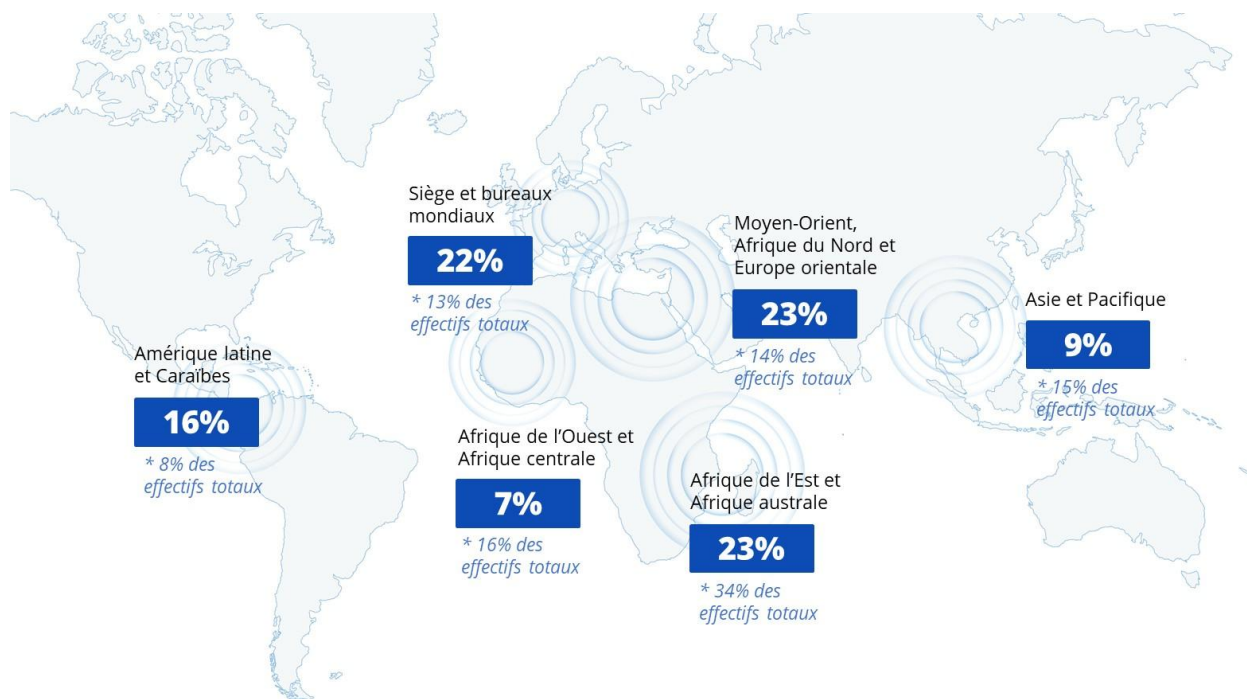 Siège et bureaux
mondiaux
22%
* 13% des
effectifs totaux
Moyen-Orient,
Afrique du Nord et
Europe orientale
23%
* 14% des
effectifs totaux
Asie et Pacifique
9%
* 15% des
effectifs totaux
Amérique latine
et Caraïbes
16%
* 8% des
effectifs totaux
Afrique de l’Ouest et
Afrique centrale
7%
* 16% des
effectifs totaux
Afrique de l’Est et
Afrique australe
23%
* 34% des
effectifs totaux